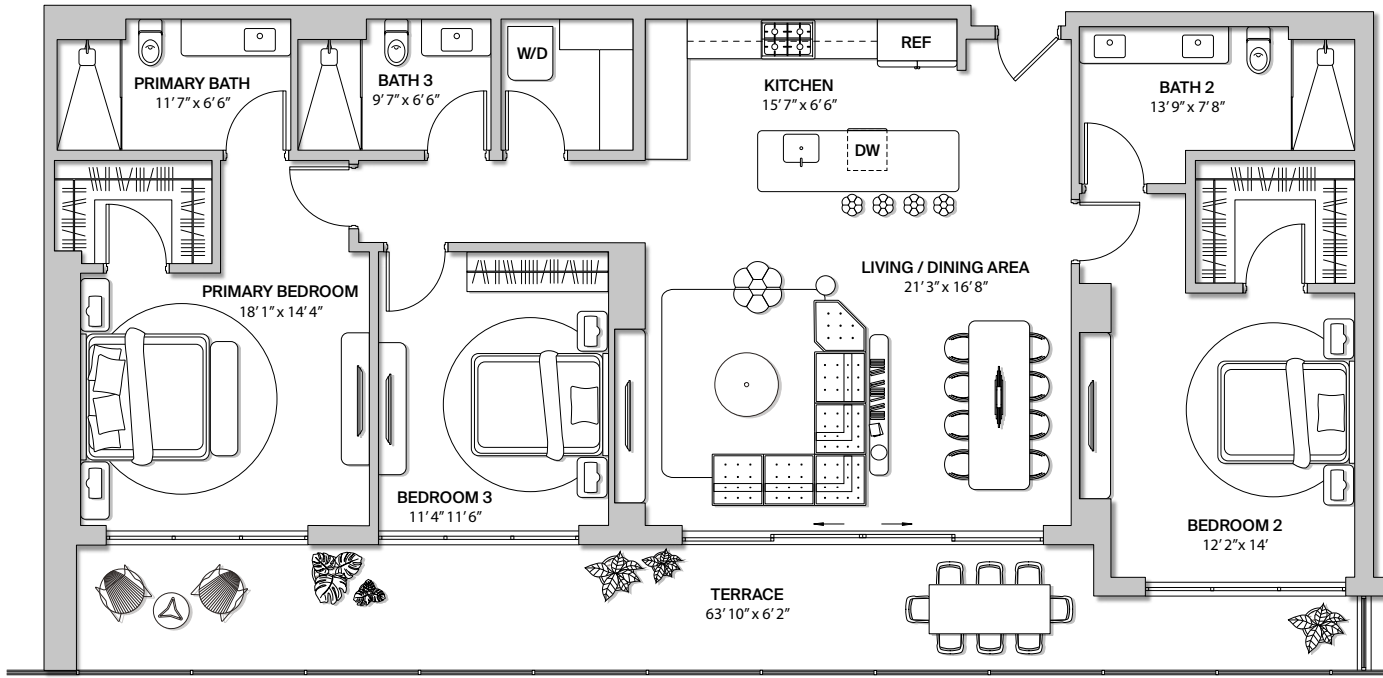 W/D
REF
PRIMARY BATH
11'7" x 6'6"
BATH 3
9'7" x 6'6"
KITCHEN
15'7" x 6'6"
BATH 2
13'9" x 7'8"
DW
LIVING / DINING AREA
21'3" x 16'8"
PRIMARY BEDROOM
18'1" x 14'4"
BEDROOM 3
11'4" 11'6"
BEDROOM 2
12'2" x 14'
TERRACE
63'10" x 6'2"